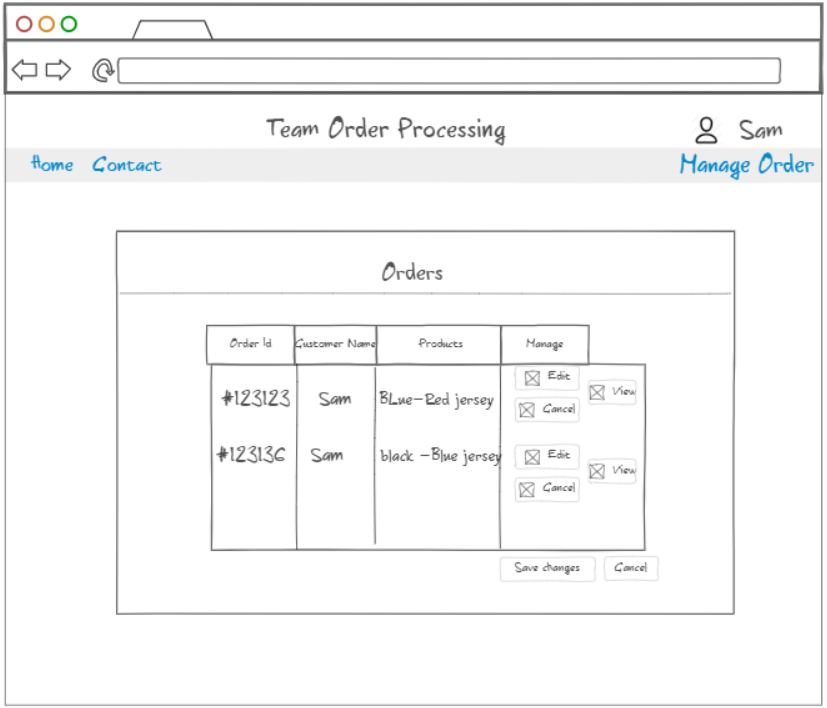 Team Order Processing
Sam
Home Contact
Manage Order
Orders
Order Id
Customer Name
Products
Manage
#123123
Sam
BLue-Red jersey
Edit
Cancel
View
#123136
Sam
black -Blue jersey
Edit
Cancel
View
Save changes
Cancel